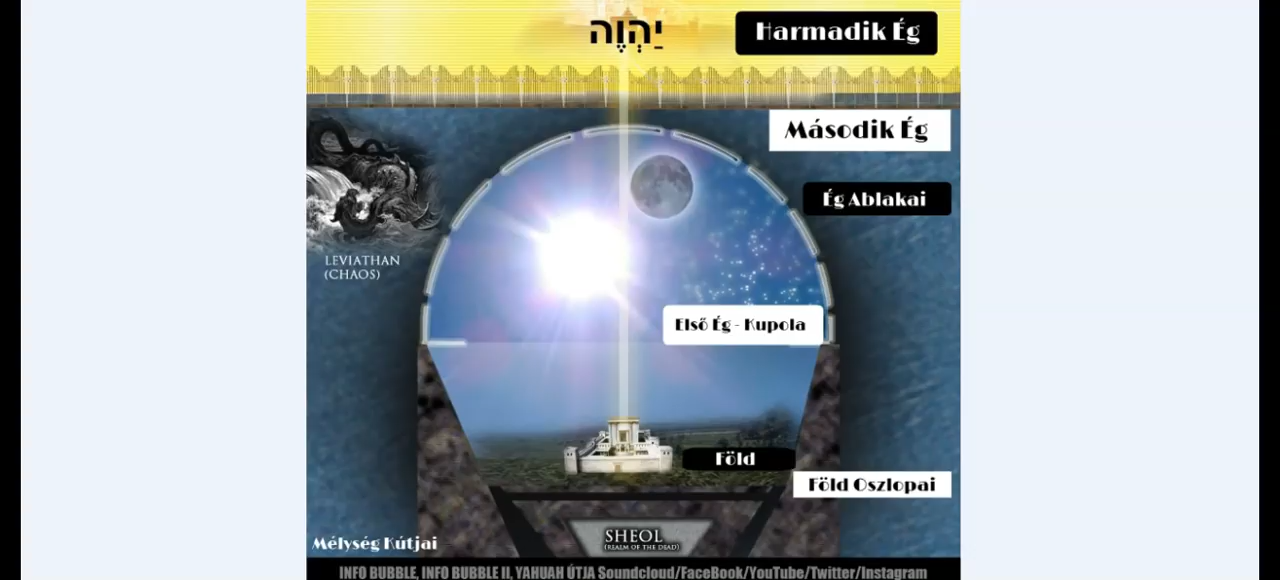 יַהְוֶה
Harmadik Ég
Második Ég
Ég Ablakai
LEVIATHAN
(CHAOS)
Első Ég - Kupola
Föld
Föld Oszlopai
SHEOL
(REALM OF THE DEAD)
Mélység Kútjai
INFO BUBBLE, INFO BUBBLE II, YAHUAH ÚTJA Soundcloud/FaceBook/YouTube/Twitter/Instagram